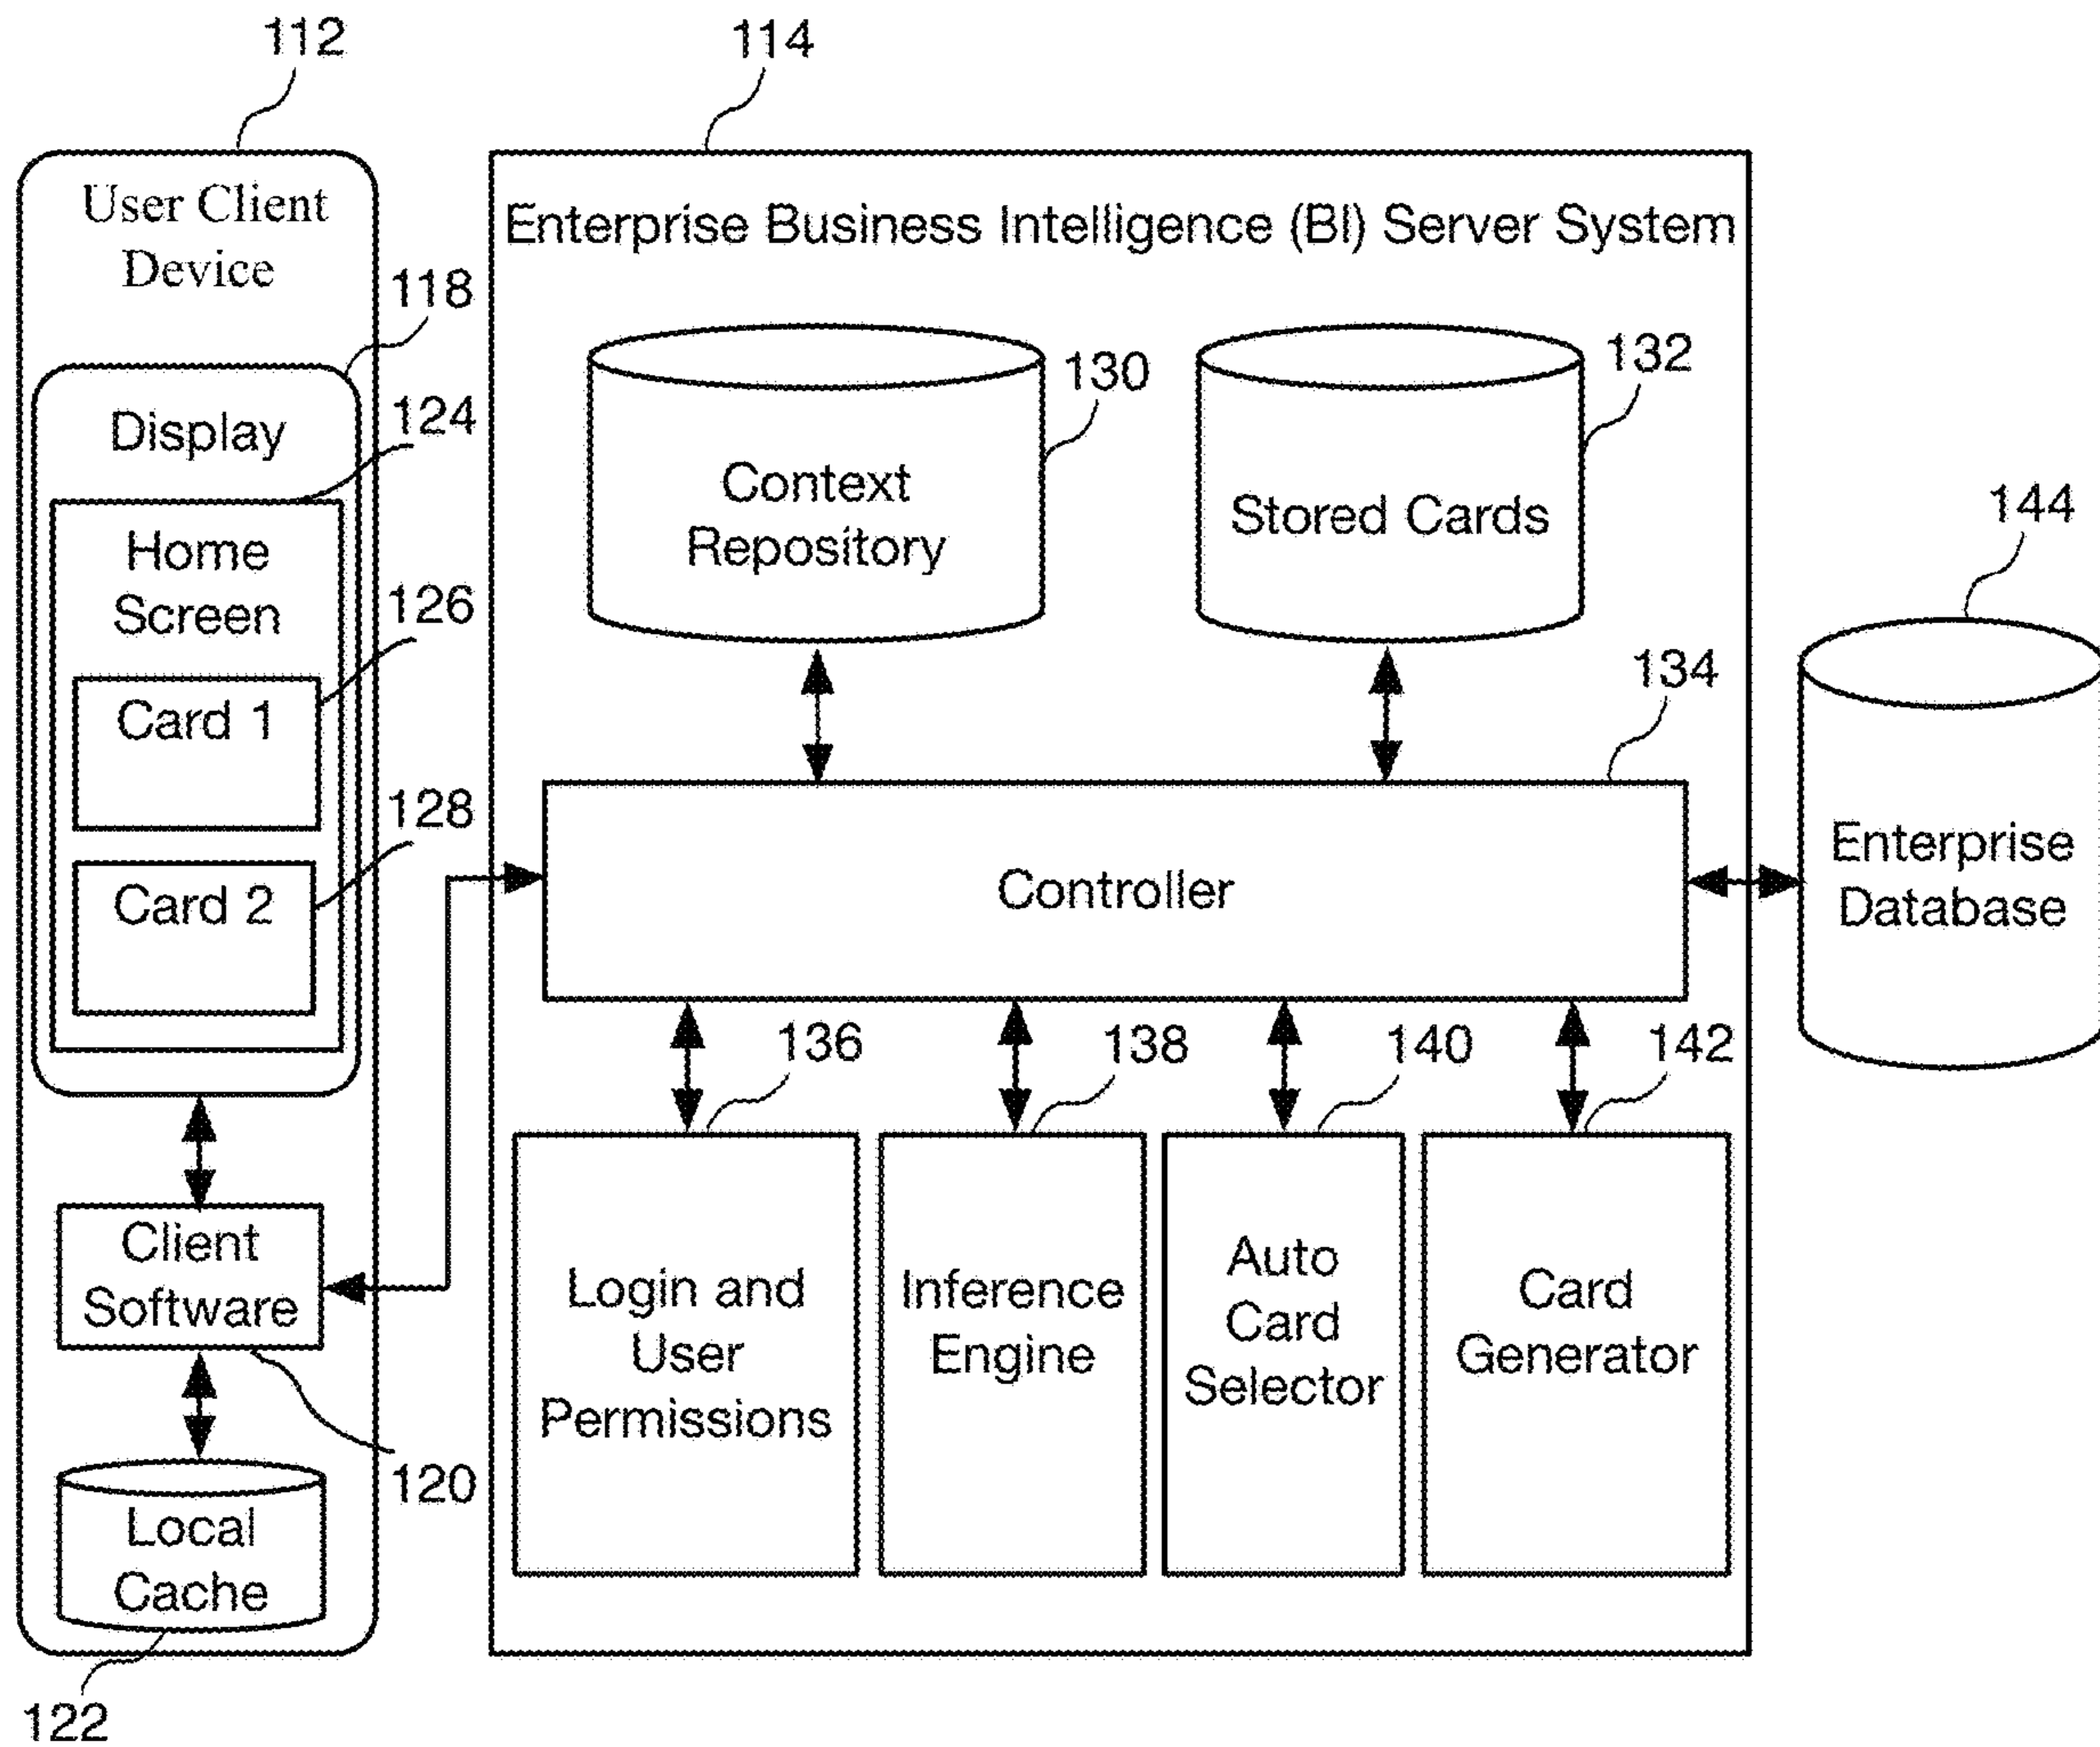 112
114
User Client
Device
Enterprise Business Intelligence (BI) Server System
118
Display
124
Home
Screen
126
Card 1
128
Card 2
Client
Software
120
Local
Cache
122
130
Context
Repository
132
Stored Cards
134
Controller
144
Enterprise
Database
136
Login and
User
Permissions
138
Inference
Engine
140
Auto
Card
Selector
142
Card
Generator